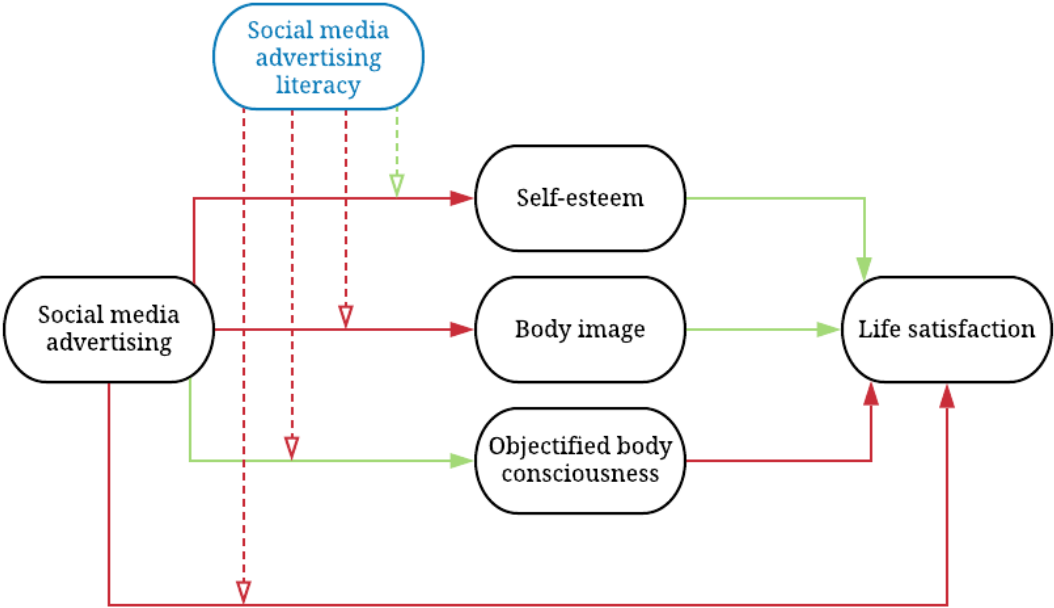 Social media
advertising
literacy
Self-esteem
Social media
advertising
Body image
Life satisfaction
Objectified body
consciousness